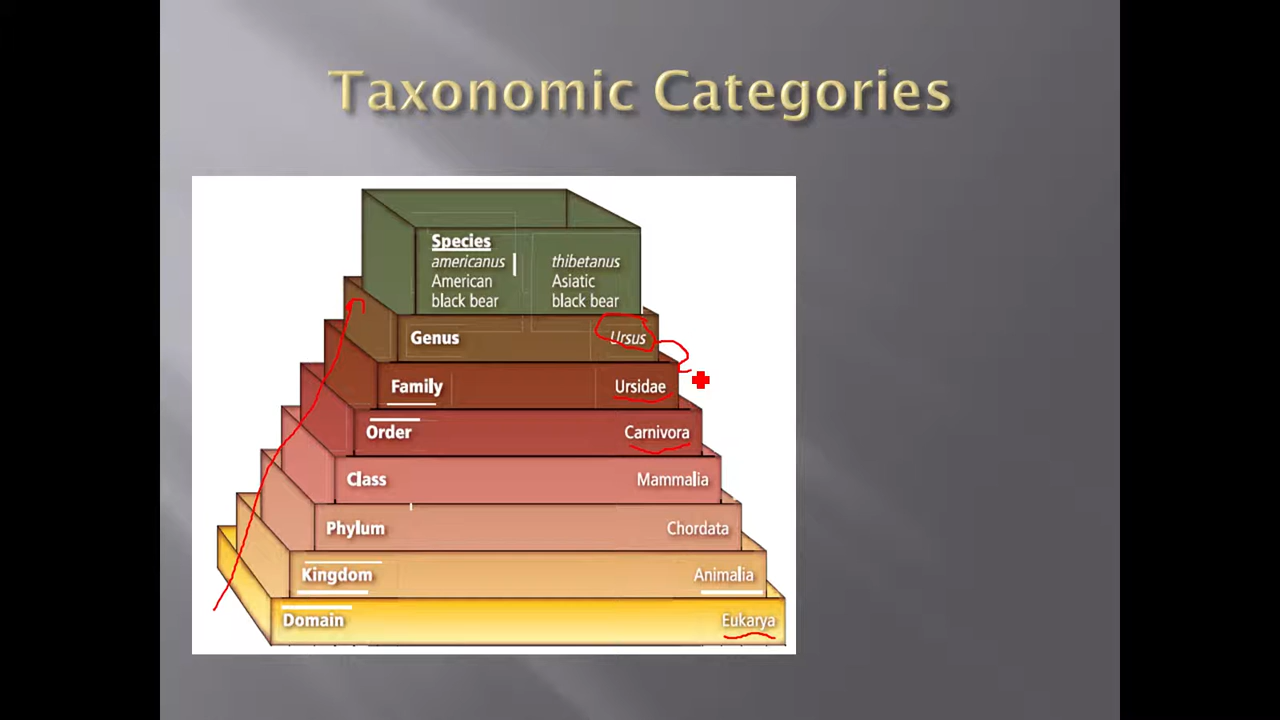 Taxonomic Categories
Species
americanus thibetanus
American Asiatic
black bear black bear
Genus Ursus
Family Ursidae
Order Carnivora
Class Mammalia
Phylum Chordata
Kingdom Animalia
Domain Eukarya